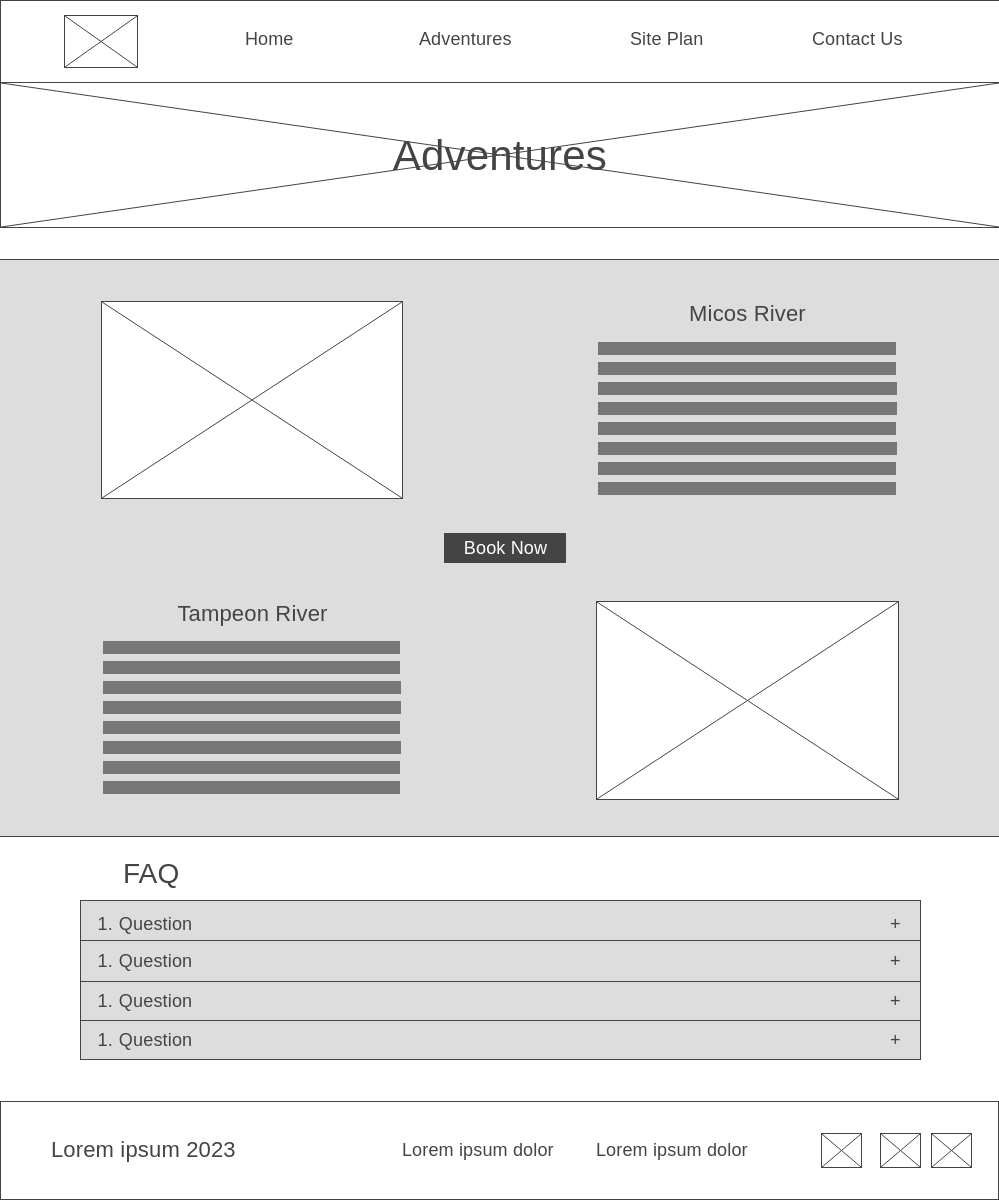 Home Adventures Site Plan Contact Us
Adventures
Micos River
Book Now
Tampeon River
FAQ
1. Question +
1. Question +
1. Question +
1. Question +
Lorem ipsum 2023 Lorem ipsum dolor Lorem ipsum dolor